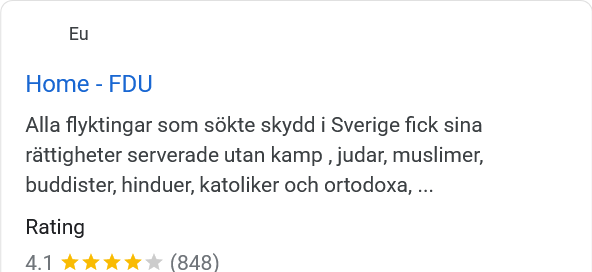 Eu
Home - FDU
Alla flyktingar som sökte skydd i Sverige fick sina
rättigheter serverade utan kamp , judar, muslimer,
buddister, hinduer, katoliker och ortodoxa, ...
Rating
4.1 ★★★★★ (848)